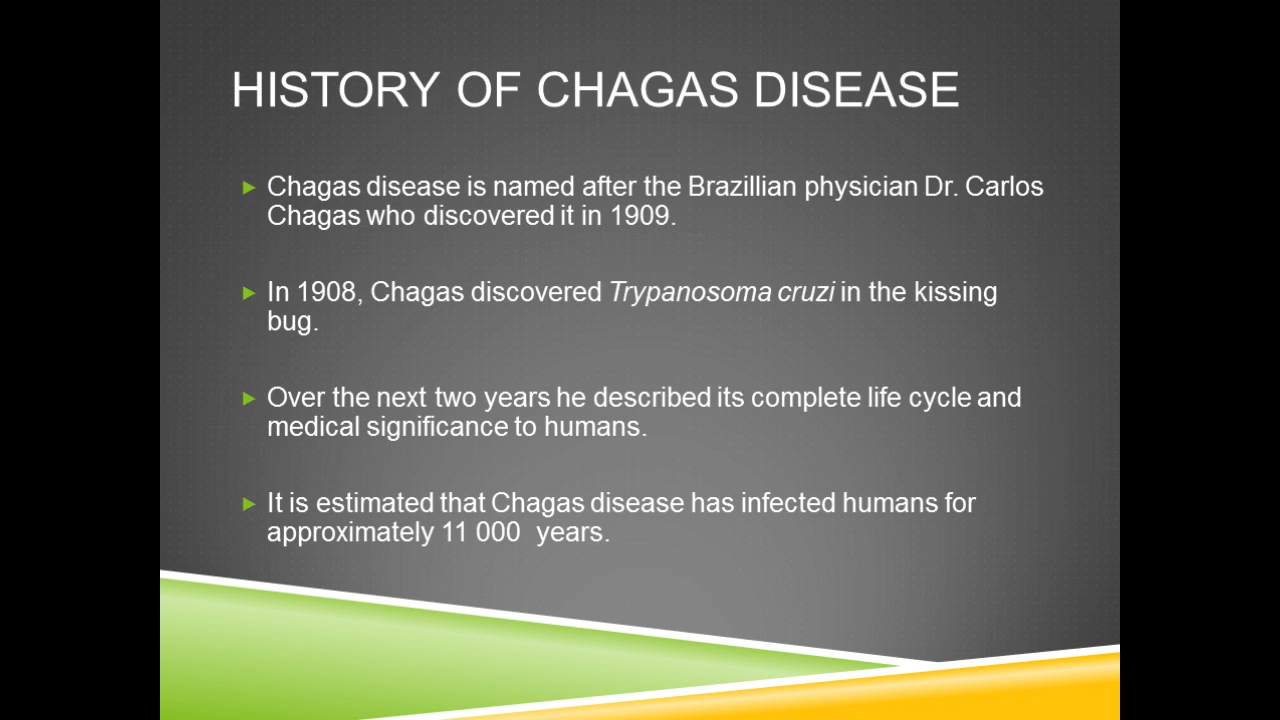 HISTORY OF CHAGAS DISEASE
Chagas disease is named after the Brazillian physician Dr. Carlos
Chagas who discovered it in 1909.
In 1908, Chagas discovered Trypanosoma cruzi in the kissing
bug.
Over the next two years he described its complete life cycle and
medical significance to humans.
It is estimated that Chagas disease has infected humans for
approximately 11 000  years.